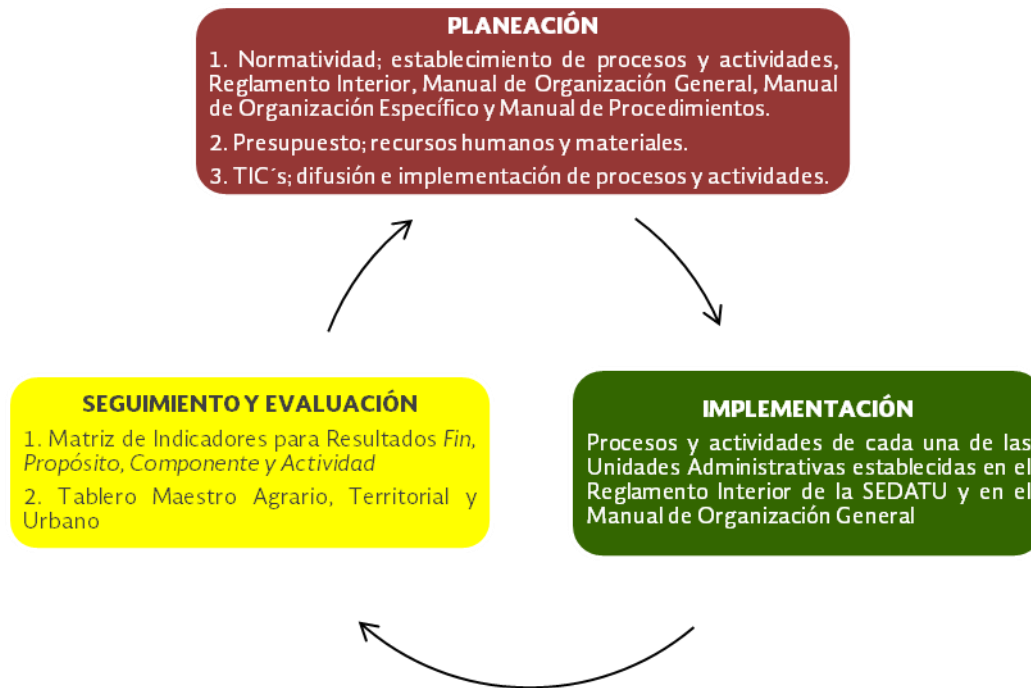 PLANEACIÓN
1. Normatividad; establecimiento de procesos y actividades,
Reglamento Interior, Manual de Organización General, Manual
de Organización Específico y Manual de Procedimientos.
2. Presupuesto; recursos humanos y materiales.
3. TIC´s; difusión e implementación de procesos y actividades.
SEGUIMIENTO Y EVALUACIÓN
1. Matriz de Indicadores para Resultados Fin,
Propósito, Componente y Actividad
2. Tablero Maestro Agrario, Territorial y
Urbano
IMPLEMENTACIÓN
Procesos y actividades de cada una de las
Unidades Administrativas establecidas en el
Reglamento Interior de la SEDATU y en el
Manual de Organización General